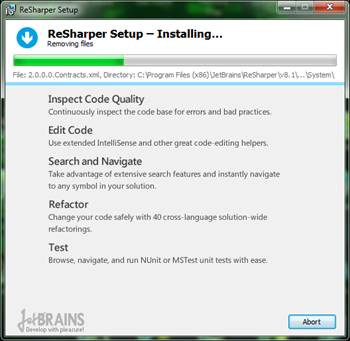 ReSharper Setup
ReSharper Setup – Installing...
Removing files
File: 2.0.0.0.Contracts.xml, Directory: C:\Program Files (x86)\JetBrains\ReSharper\v8.1\...\System\
Inspect Code Quality
Continuously inspect the code base for errors and bad practices.
Edit Code
Use extended IntelliSense and other great code-editing helpers.
Search and Navigate
Take advantage of extensive search features and instantly navigate
to any symbol in your solution.
Refactor
Change your code safely with 40 cross-language solution-wide
refactorings.
Test
Browse, navigate, and run NUnit or MSTest unit tests with ease.
JetBRAINS
Develop with pleasure!
Abort